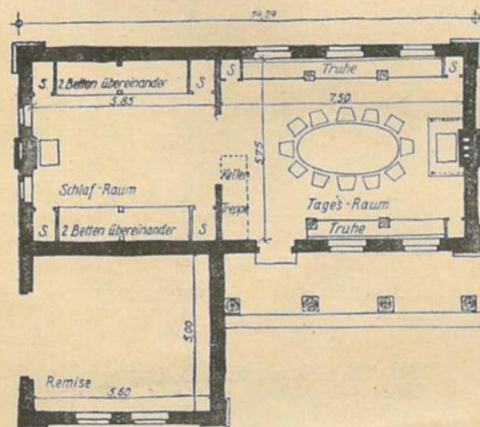 14,29
S 2 Betten übereinander S S Truhe S
5,85 7,50
5,75
Keller
Treppe
Schlaf-Raum
Tages-Raum
S. 2 Betten übereinander S Truhe
5,00
Remise
5,60